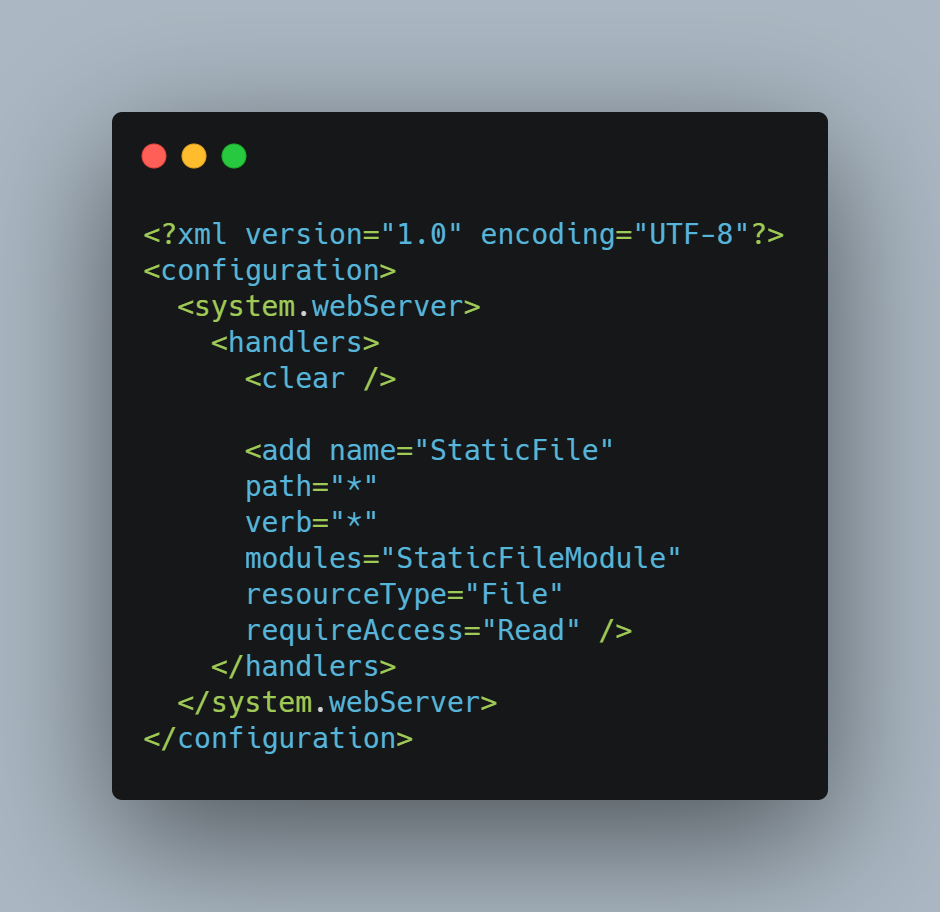 <?xml version="1.0" encoding="UTF-8"?>
<configuration>
  <system.webServer>
    <handlers>
      <clear />

      <add name="StaticFile"
      path="*"
      verb="*"
      modules="StaticFileModule"
      resourceType="File"
      requireAccess="Read" />
    </handlers>
  </system.webServer>
</configuration>